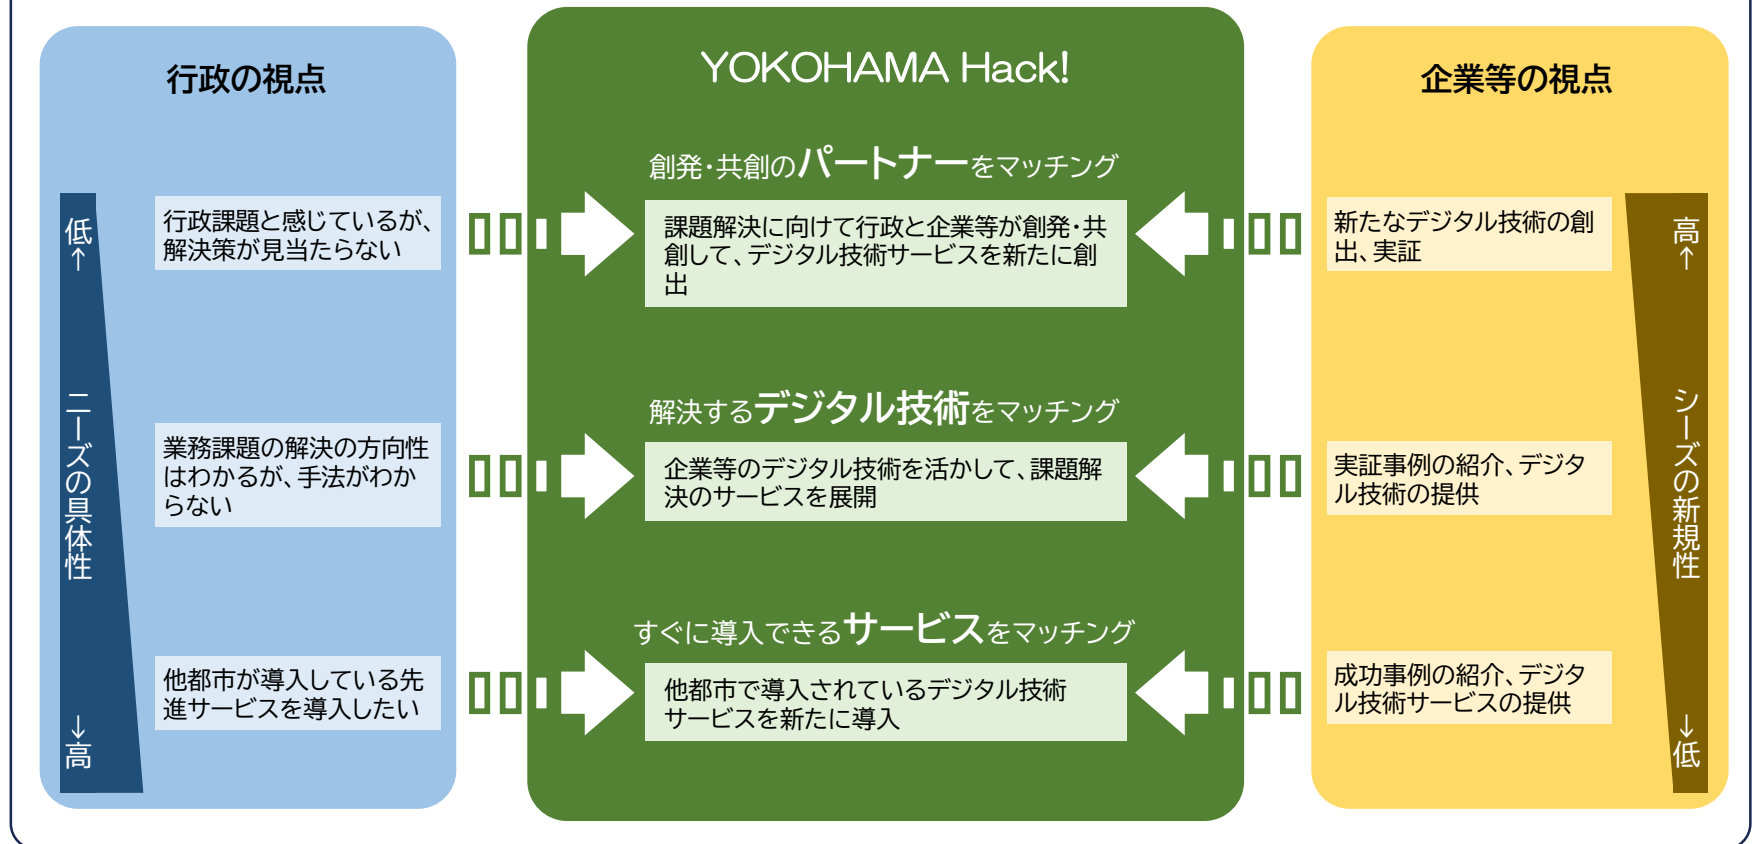 行政の視点
低↑
ニーズの具体性
↓高
行政課題と感じているが、
解決策が見当たらない
業務課題の解決の方向性
はわかるが、手法がわか
らない
他都市が導入している先
進サービスを導入したい
YOKOHAMA Hack!
創発・共創のパートナーをマッチング
課題解決に向けて行政と企業等が創発・共
創して、デジタル技術サービスを新たに創
出
解決するデジタル技術をマッチング
企業等のデジタル技術を活かして、課題解
決のサービスを展開
すぐに導入できるサービスをマッチング
他都市で導入されているデジタル技術
サービスを新たに導入
企業等の視点
新たなデジタル技術の創
出、実証
実証事例の紹介、デジタ
ル技術の提供
成功事例の紹介、デジタ
ル技術サービスの提供
高↑
シーズの新規性
↓低